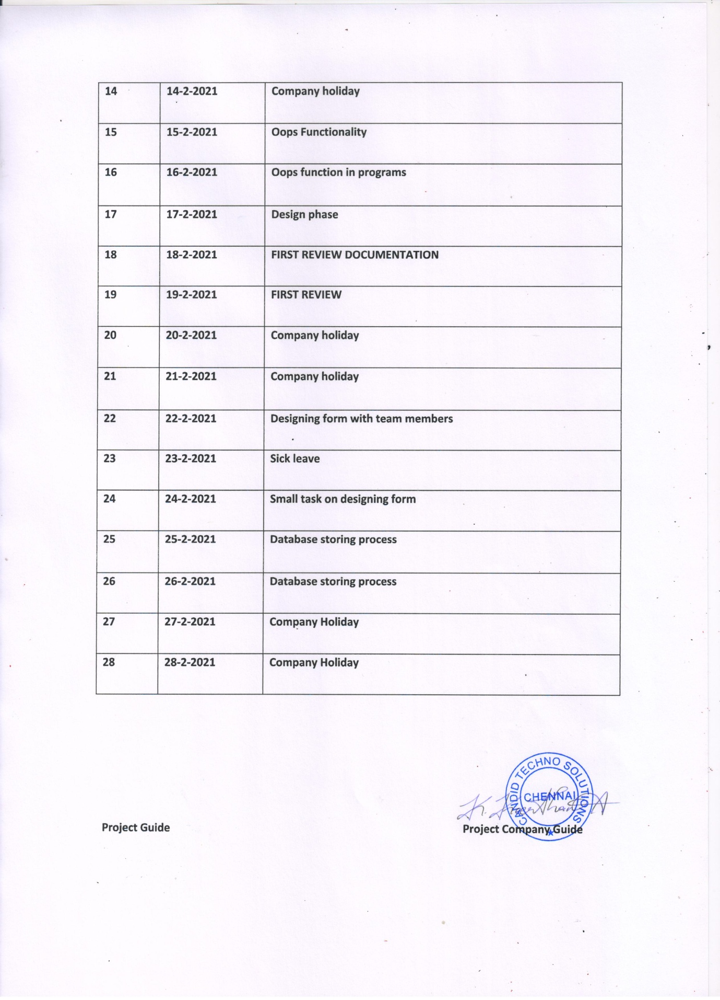 14 14-2-2021 Company holiday
15 15-2-2021 Oops Functionality
16 16-2-2021 Oops function in programs
17 17-2-2021 Design phase
18 18-2-2021 FIRST REVIEW DOCUMENTATION
19 19-2-2021 FIRST REVIEW
20 20-2-2021 Company holiday
21 21-2-2021 Company holiday
22 22-2-2021 Designing form with team members
23 23-2-2021 Sick leave
24 24-2-2021 Small task on designing form
25 25-2-2021 Database storing process
26 26-2-2021 Database storing process
27 27-2-2021 Company Holiday
28 28-2-2021 Company Holiday
CANDID TECHNO SOLUTIONS
CHENNAI
Project Guide Project Company Guide